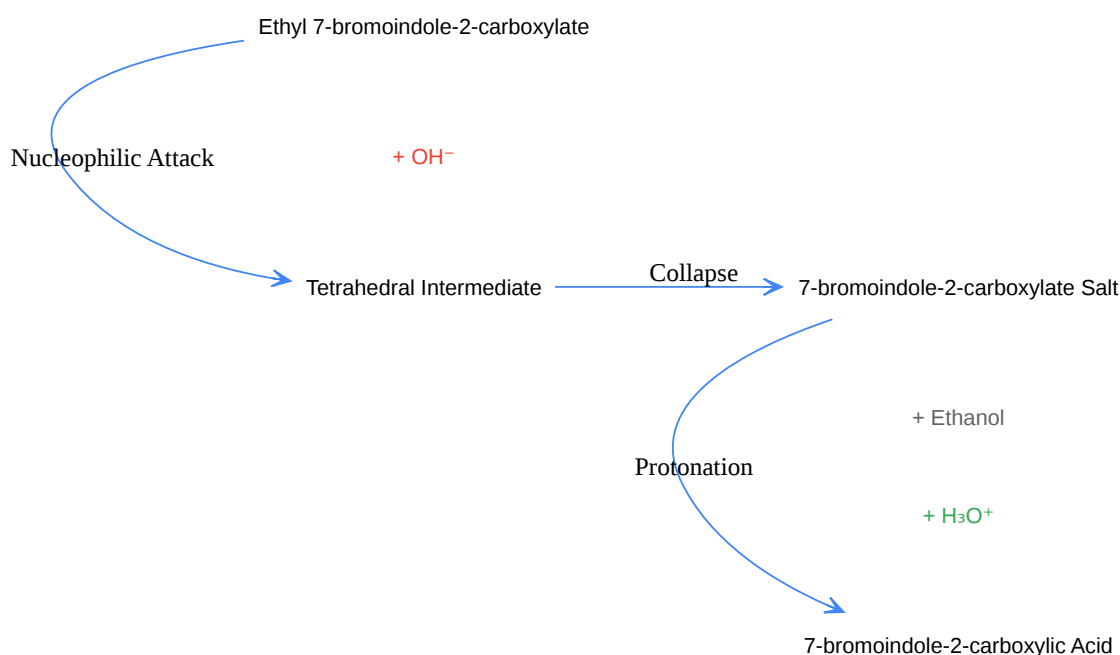 Ethyl 7-bromoindole-2-carboxylate
Nucleophilic Attack
+ OH⁻
Tetrahedral Intermediate
Collapse
7-bromoindole-2-carboxylate Salt
+ Ethanol
Protonation
+ H₃O⁺
7-bromoindole-2-carboxylic Acid